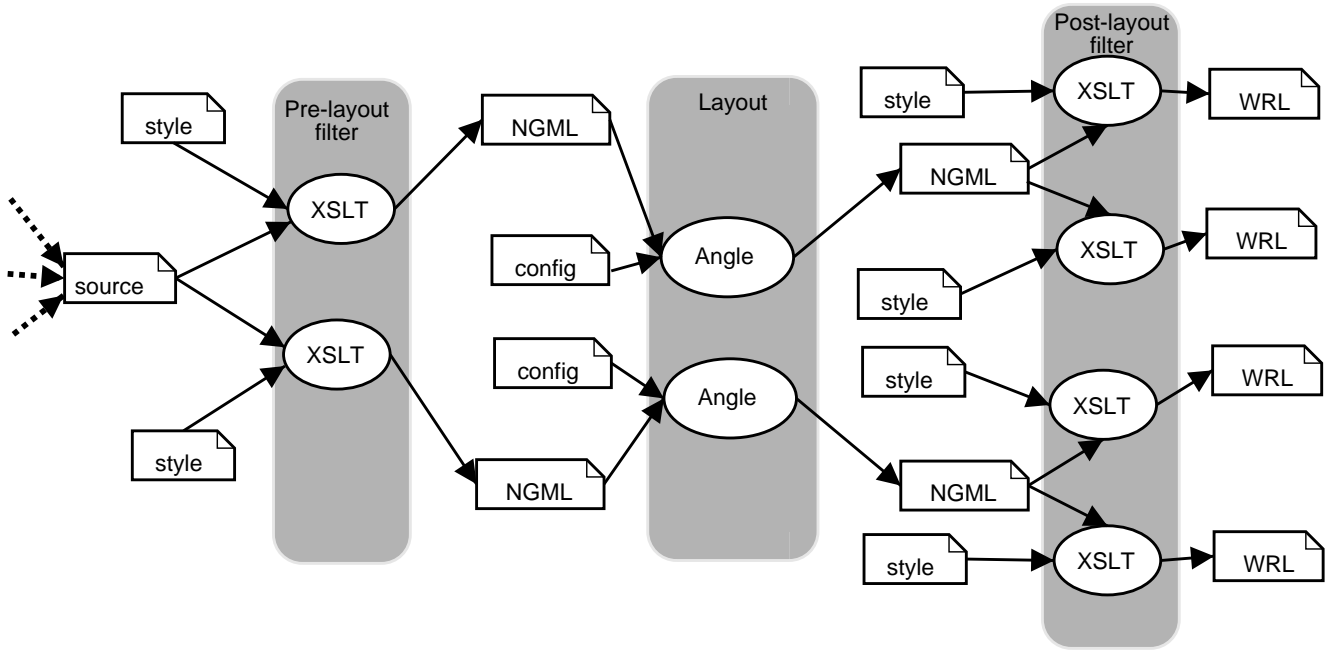 Post-layout
filter
style
XSLT
WRL
Pre-layout
filter
style
NGML
Layout
NGML
XSLT
source
config
Angle
style
XSLT
WRL
XSLT
config
Angle
style
XSLT
WRL
style
NGML
NGML
style
XSLT
WRL